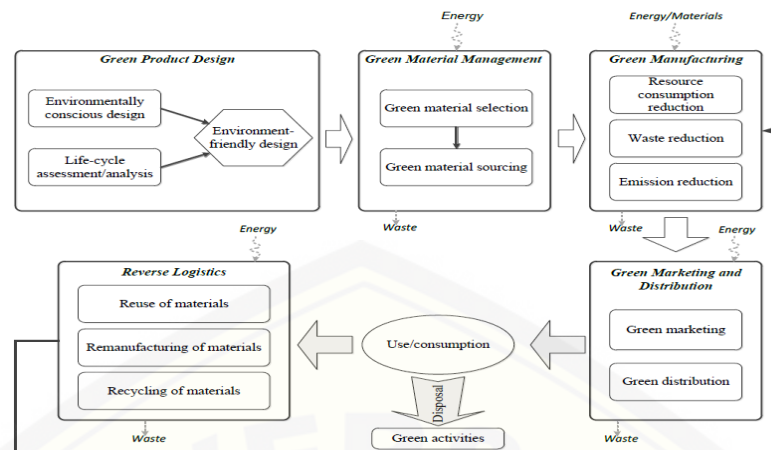 Energy
Energy/Materials
Green Product Design
Green Material Management
Green Manufacturing
Environmentally
conscious design
Life-cycle
assessment/analysis
Environment-
friendly design
Green material selection
Green material sourcing
Resource
consumption
reduction
Waste reduction
Emission reduction
Waste
Waste
Energy
Energy
Reverse Logistics
Reuse of materials
Remanufacturing of materials
Recycling of materials
Use/consumption
Disposal
Green activities
Green Marketing and
Distribution
Green marketing
Green distribution
Waste
Waste